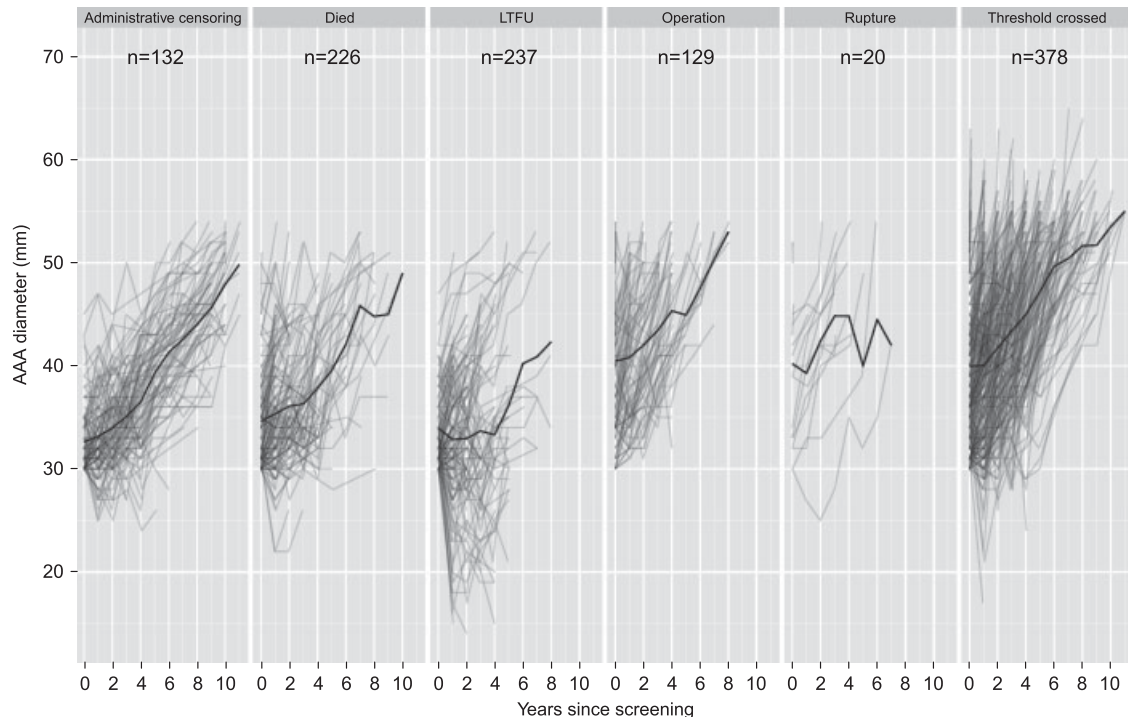 Administrative censoring Died LTFU Operation Rupture Threshold crossed
n=132 n=226 n=237 n=129 n=20 n=378
70
60
50
40
30
20
AAA diameter (mm)
0 2 4 6 8 10 0 2 4 6 8 10 0 2 4 6 8 10 0 2 4 6 8 10 0 2 4 6 8 10 0 2 4 6 8 10
Years since screening